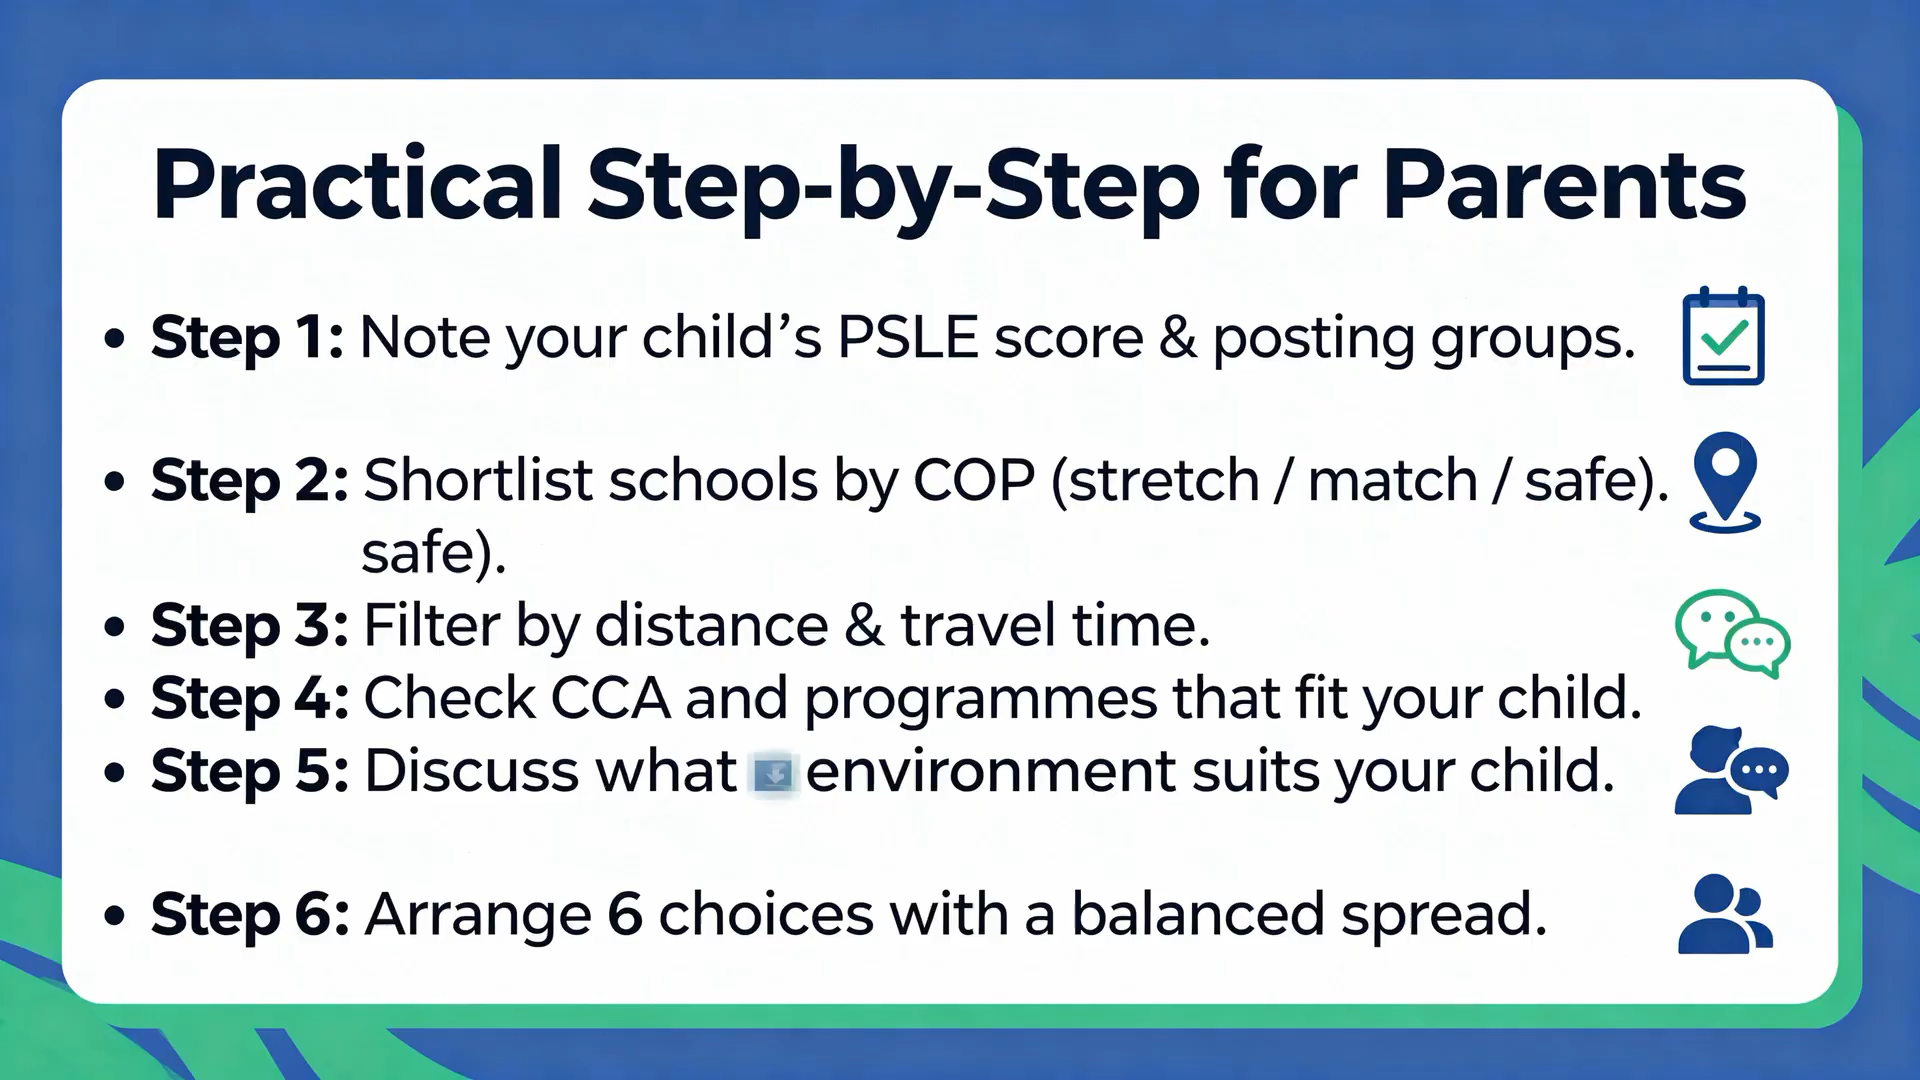 Practical Step-by-Step for Parents
• Step 1: Note your child’s PSLE score & posting groups.
• Step 2: Shortlist schools by COP (stretch / match / safe).
safe).
• Step 3: Filter by distance & travel time.
• Step 4: Check CCA and programmes that fit your child.
• Step 5: Discuss what environment suits your child.
• Step 6: Arrange 6 choices with a balanced spread.